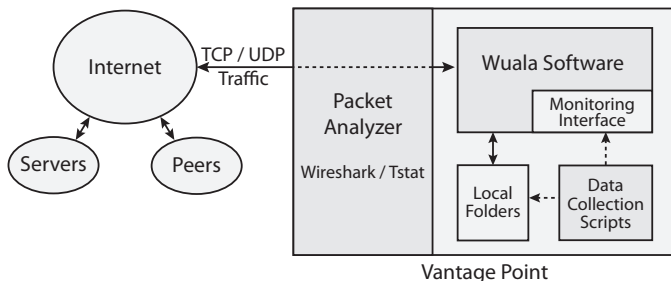 Internet
TCP / UDP
Traffic
Servers
Peers
Packet
Analyzer
Wireshark / Tstat
Wuala Software
Monitoring
Interface
Local
Folders
Data
Collection
Scripts
Vantage Point